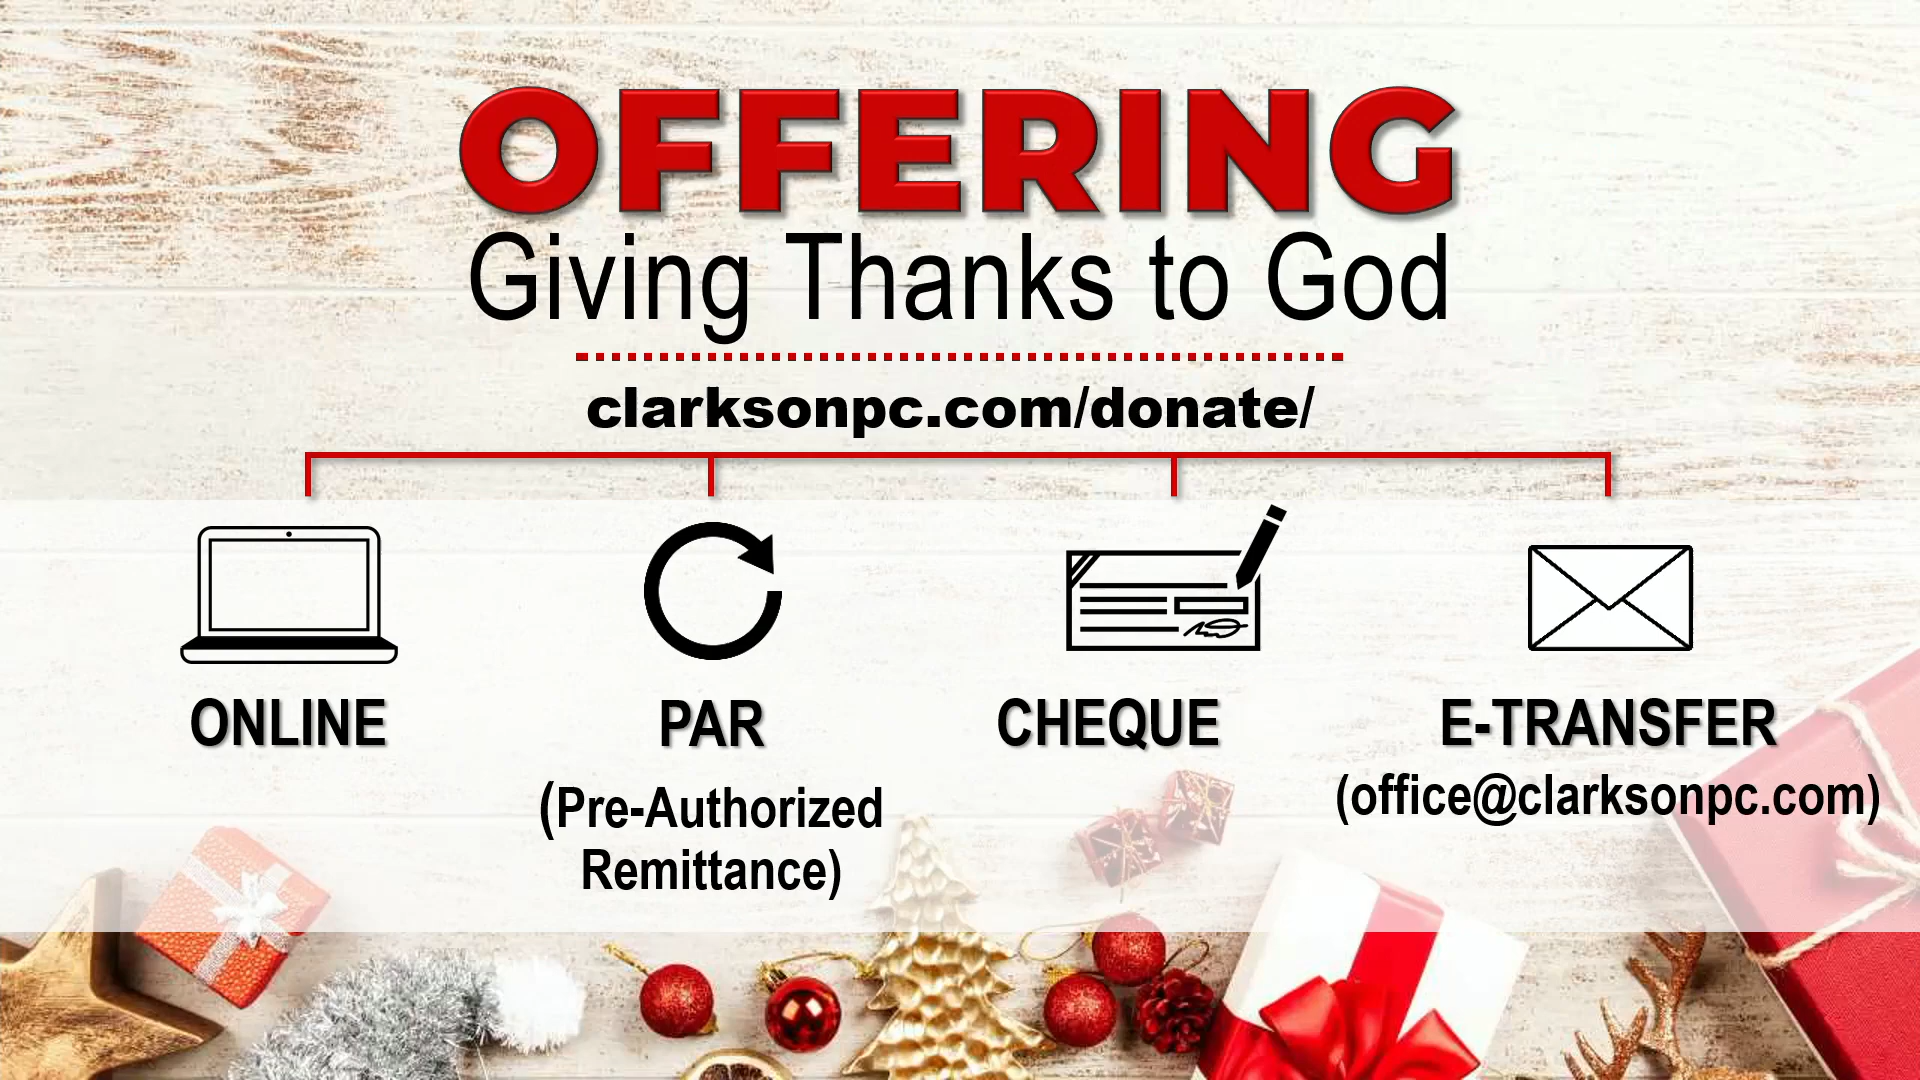 OFFERING
Giving Thanks to God
clarksonpc.com/donate/
ONLINE
PAR
(Pre-Authorized
Remittance)
CHEQUE
E-TRANSFER
(office@clarksonpc.com)